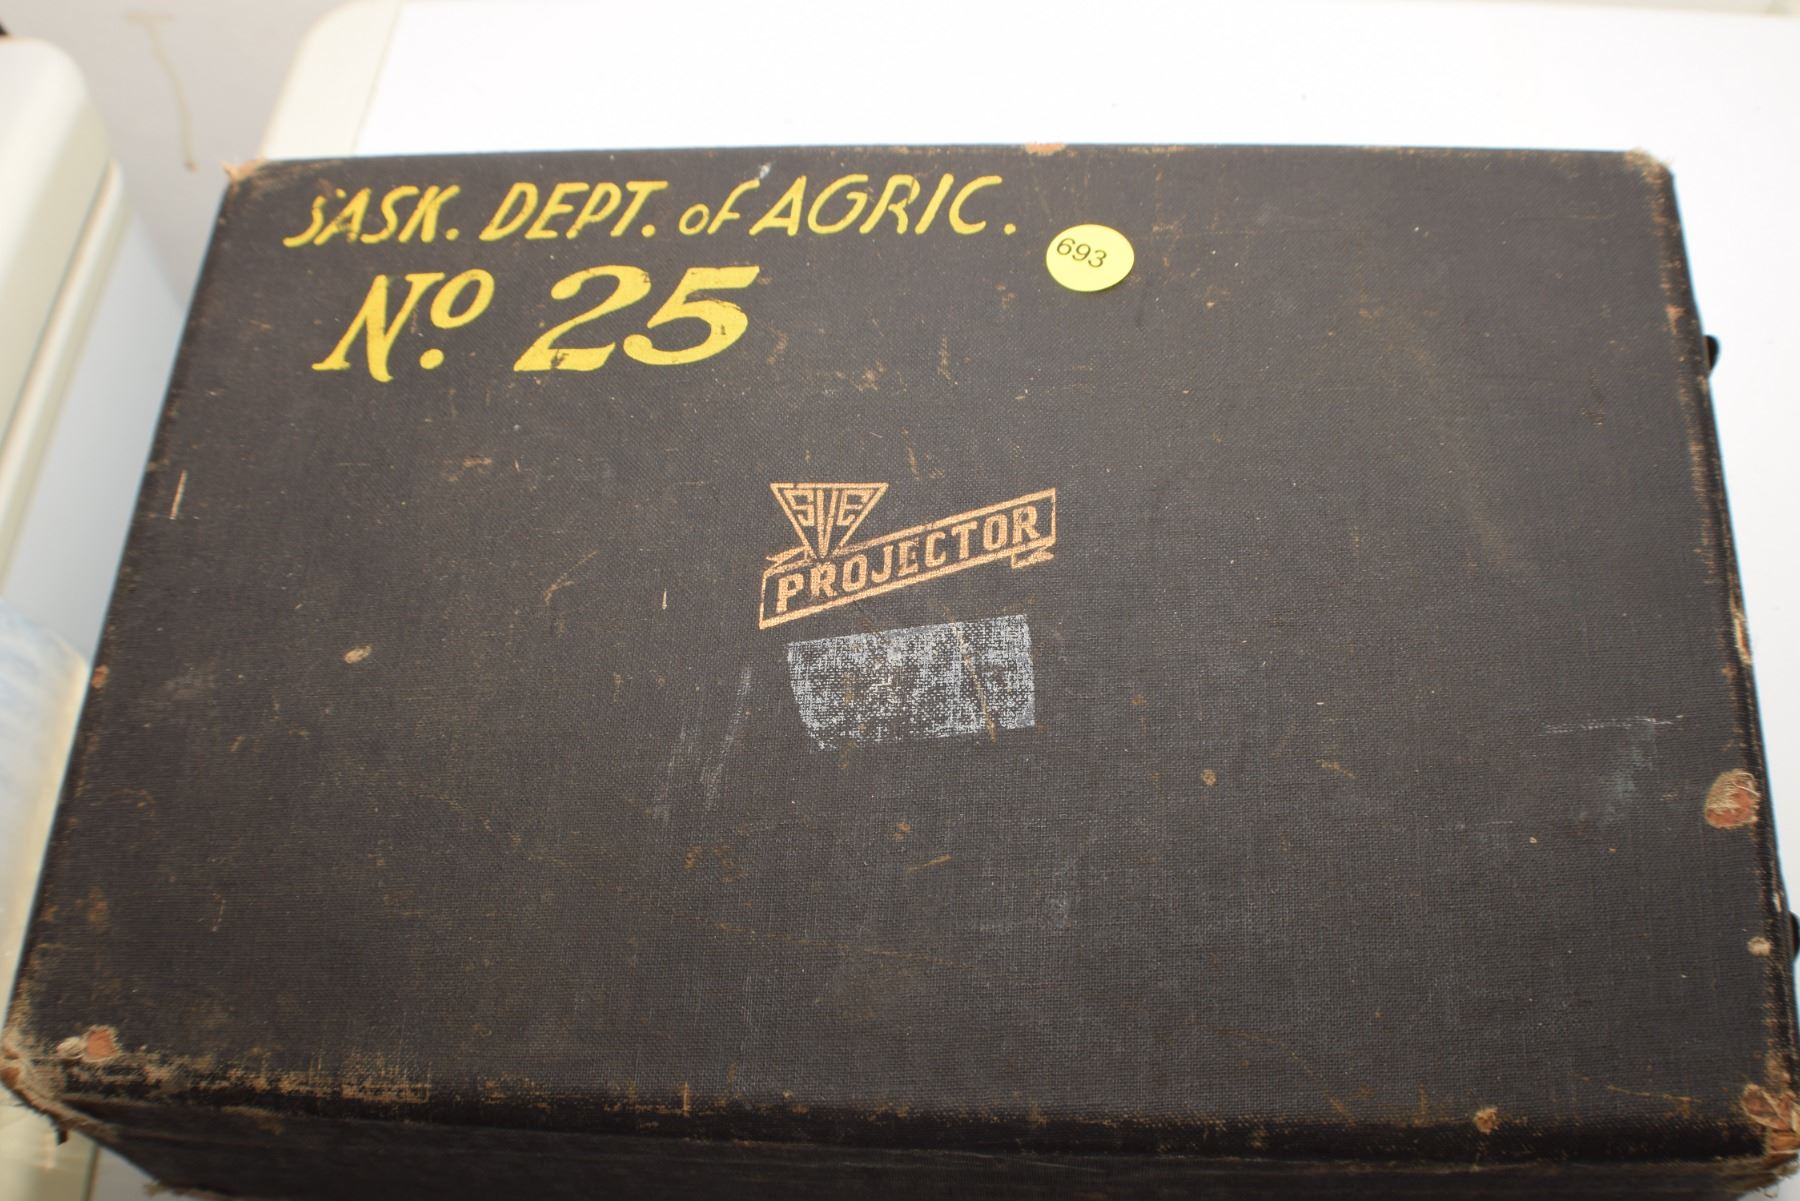 SASK. DEPT. of AGRIC.
693
No. 25
SVE
PROJECTOR